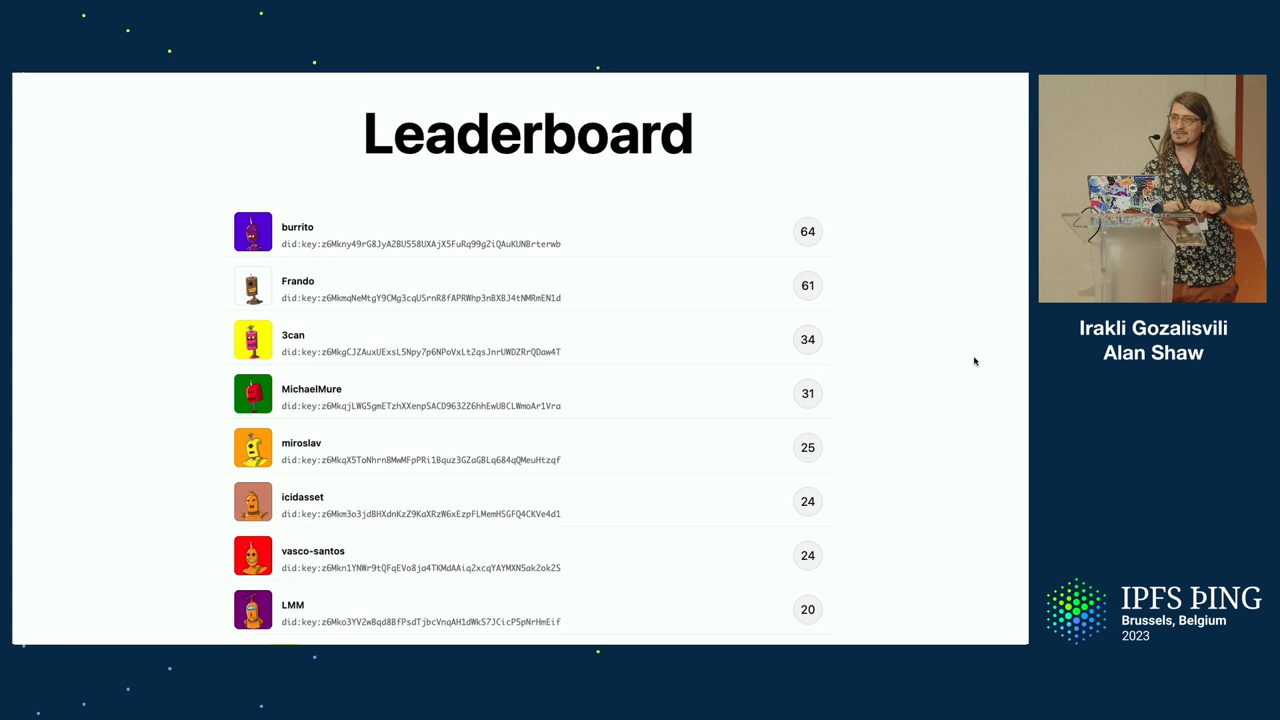 Leaderboard
burrito
did:key:z6Mkny49rG8JyA2BU558UXAjX5FuRq99g2iQAuKUNBrterwb
64
Frando
did:key:z6MkmqNeMtgY9CMg3cqUSrnR8fAPRWhp3nBXBJ4tNMRmEN1d
61
3can
did:key:z6MkgCJZAuxUExsL5Npy7p6NPoVxLt2qsJnrUWDZRrQDaw4T
34
MichaelMure
did:key:z6MkqjLWG5gmETzhXXenpSACD9632Z6hhEwUBCLWmoAr1Vra
31
miroslav
did:key:z6MkqX5ToNhrnBMwMFpPRi1Bquz3GZaGBLq684qQMeuHtzqf
25
icidasset
did:key:z6Mkm3o3jdBHXdnKzZ9KaXRzW6xEzpFLMemHSGFQ4CKVe4d1
24
vasco-santos
did:key:z6Mkn1YNWr9tQFqEVo8ja4TKMdAAiq2xcqYAYMXN5ak2ok2S
24
LMM
did:key:z6Mko3YV2wBqd8BfPsdTjbcVnqAH1dWkS7JCicP5pNrHmEif
20
Irakli Gozalisvili
Alan Shaw
IPFS ÞING
Brussels, Belgium
2023